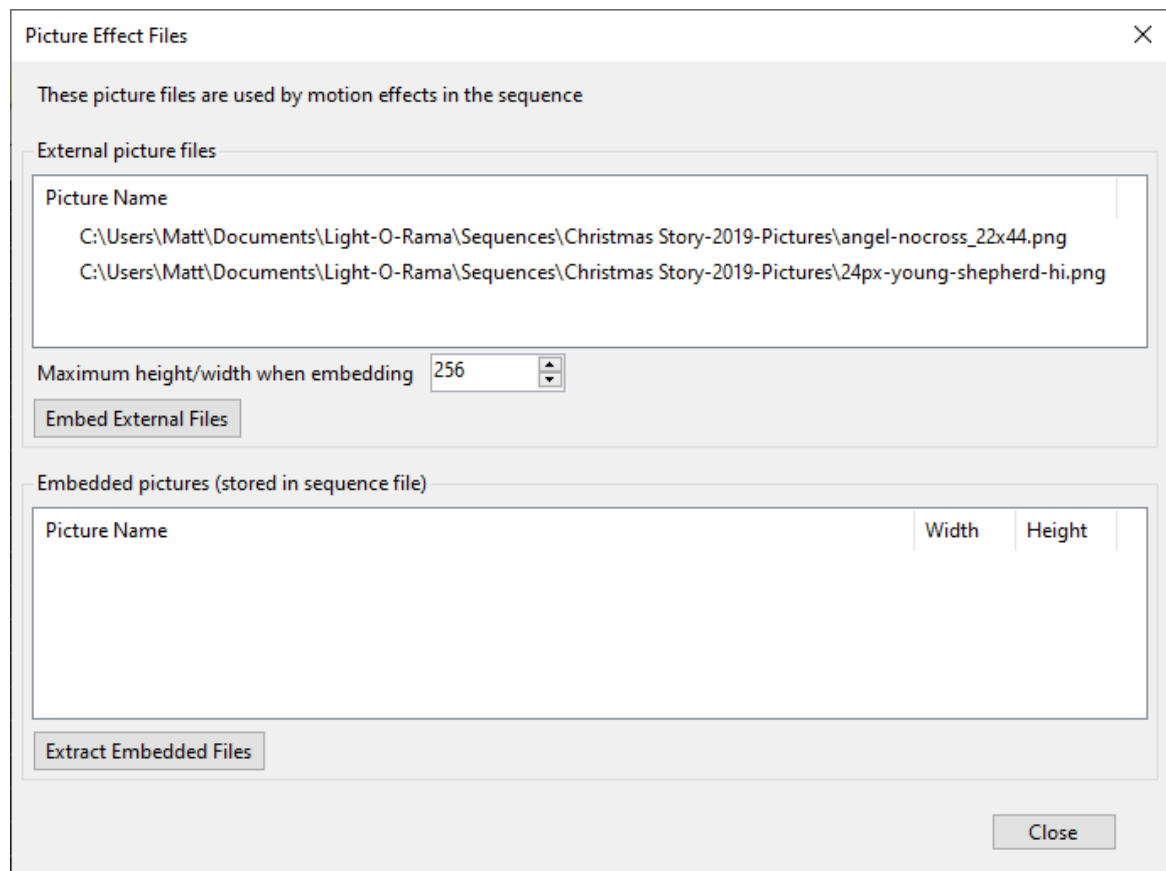 Picture Effect Files
These picture files are used by motion effects in the sequence
External picture files
Picture Name
C:\Users\Matt\Documents\Light-O-Rama\Sequences\Christmas Story-2019-Pictures\angel-nocross_22x44.png
C:\Users\Matt\Documents\Light-O-Rama\Sequences\Christmas Story-2019-Pictures\24px-young-shepherd-hi.png
Maximum height/width when embedding 256
Embed External Files
Embedded pictures (stored in sequence file)
Picture Name Width Height
Extract Embedded Files
Close